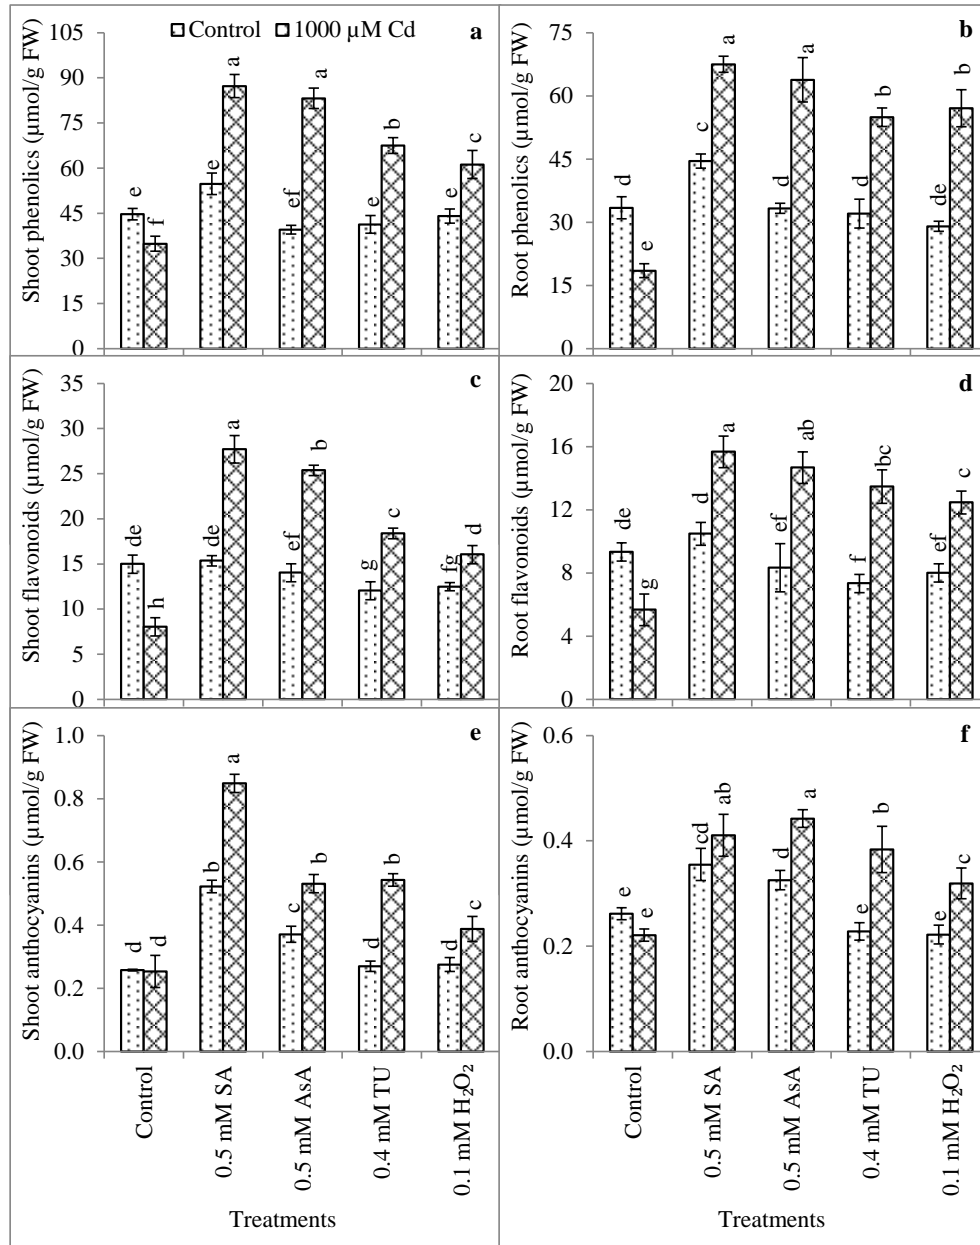 Control 1000 µM Cd
a
Shoot phenolics (µmol/g FW)
105
90
75
60
45
30
15
0
e
f
e
a
ef
a
e
b
e
c
b
Root phenolics (µmol/g FW)
75
60
45
30
15
0
d
e
c
a
d
a
d
b
de
b
c
Shoot flavonoids (µmol/g FW)
35
30
25
20
15
10
5
0
de
h
de
a
ef
b
g
c
fg
d
d
Root flavonoids (µmol/g FW)
20
16
12
8
4
0
de
g
d
a
ef
ab
f
bc
ef
c
e
Shoot anthocyanins (µmol/g FW)
1.0
0.8
0.6
0.4
0.2
0.0
d
d
b
a
c
b
d
b
d
c
Control
0.5 mM SA
0.5 mM AsA
0.4 mM TU
0.1 mM H₂O₂
Treatments
f
Root anthocyanins (µmol/g FW)
0.6
0.4
0.2
0.0
e
e
cd
ab
d
a
e
b
e
c
Control
0.5 mM SA
0.5 mM AsA
0.4 mM TU
0.1 mM H₂O₂
Treatments